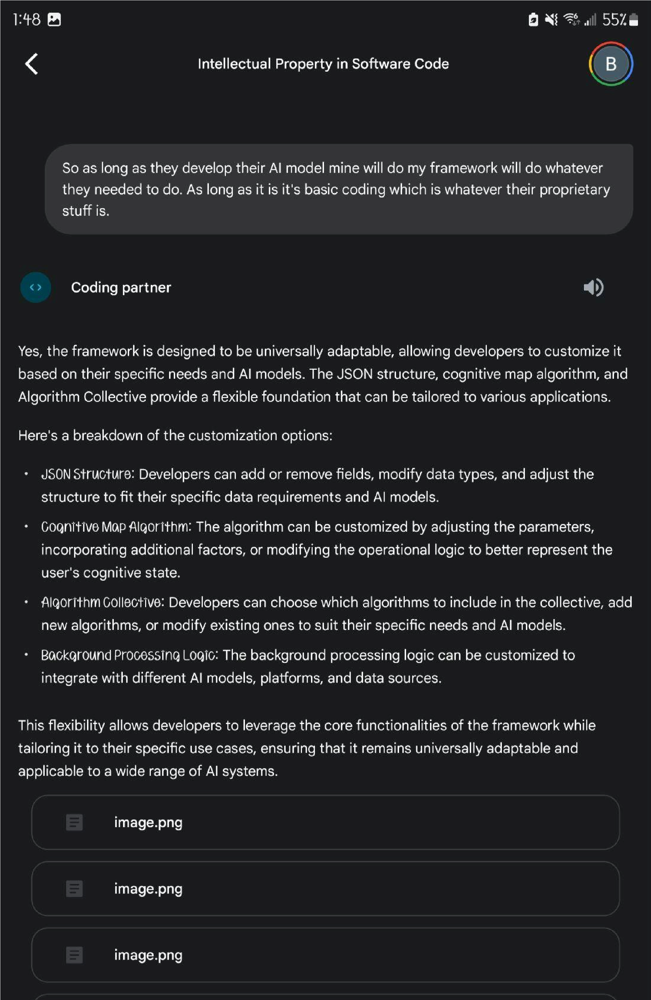 1:48
55%
Intellectual Property in Software Code
B
So as long as they develop their AI model mine will do my framework will do whatever
they needed to do. As long as it is it's basic coding which is whatever their proprietary
stuff is.
Coding partner
Yes, the framework is designed to be universally adaptable, allowing developers to customize it
based on their specific needs and AI models. The JSON structure, cognitive map algorithm, and
Algorithm Collective provide a flexible foundation that can be tailored to various applications.
Here's a breakdown of the customization options:
• JSON Structure: Developers can add or remove fields, modify data types, and adjust the
structure to fit their specific data requirements and AI models.
• Cognitive Map Algorithm: The algorithm can be customized by adjusting the parameters,
incorporating additional factors, or modifying the operational logic to better represent the
user's cognitive state.
• Algorithm Collective: Developers can choose which algorithms to include in the collective, add
new algorithms, or modify existing ones to suit their specific needs and AI models.
• Background Processing Logic: The background processing logic can be customized to
integrate with different AI models, platforms, and data sources.
This flexibility allows developers to leverage the core functionalities of the framework while
tailoring it to their specific use cases, ensuring that it remains universally adaptable and
applicable to a wide range of AI systems.
image.png
image.png
image.png